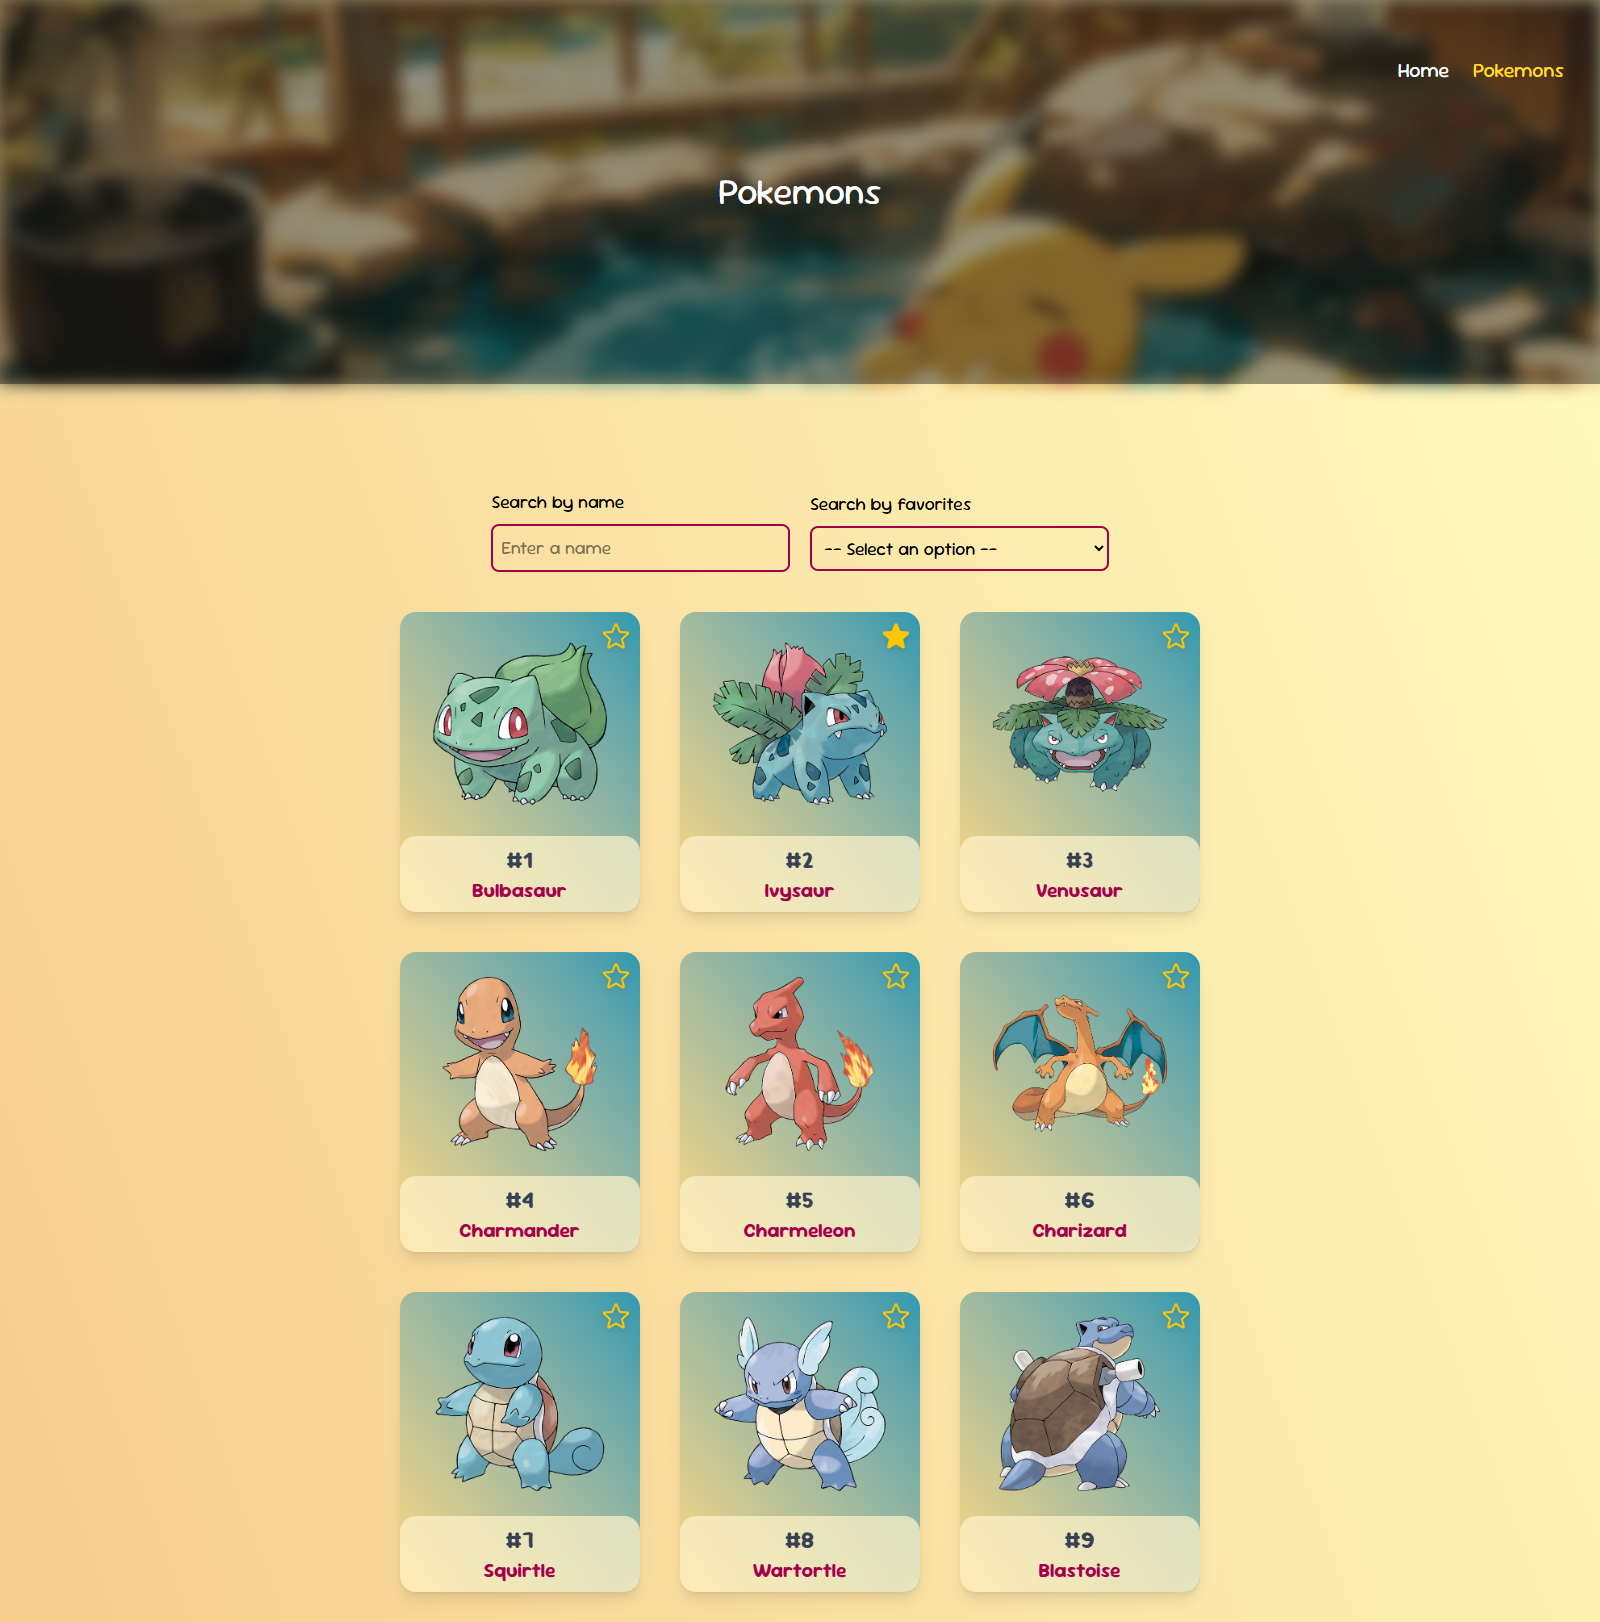 Home Pokemons
Pokemons
Search by name
Search by favorites
Enter a name
-- Select an option --
#1
Bulbasaur
#2
Ivysaur
#3
Venusaur
#4
Charmander
#5
Charmeleon
#6
Charizard
#7
Squirtle
#8
Wartortle
#9
Blastoise